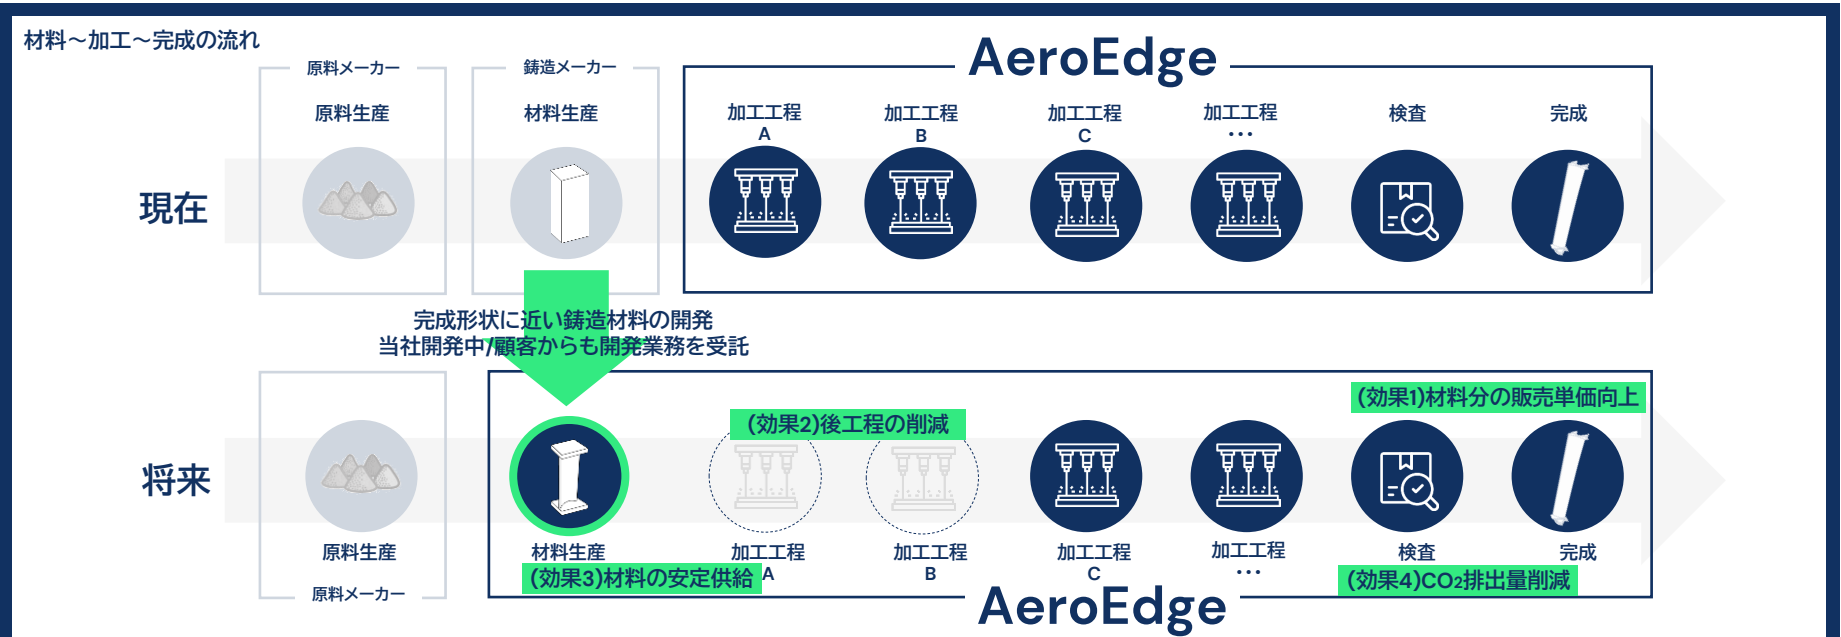 材料～加工～完成の流れ
AeroEdge
原料メーカー
鋳造メーカー
原料生産
材料生産
加工工程
A
加工工程
B
加工工程
C
加工工程
・・・
検査
完成
現在
完成形状に近い鋳造材料の開発
当社開発中/顧客からも開発業務を受託
(効果1)材料分の販売単価向上
(効果2)後工程の削減
将来
原料生産
材料生産
加工工程
A
加工工程
B
加工工程
C
加工工程
・・・
検査
完成
(効果3)材料の安定供給
(効果4)CO₂排出量削減
原料メーカー
AeroEdge